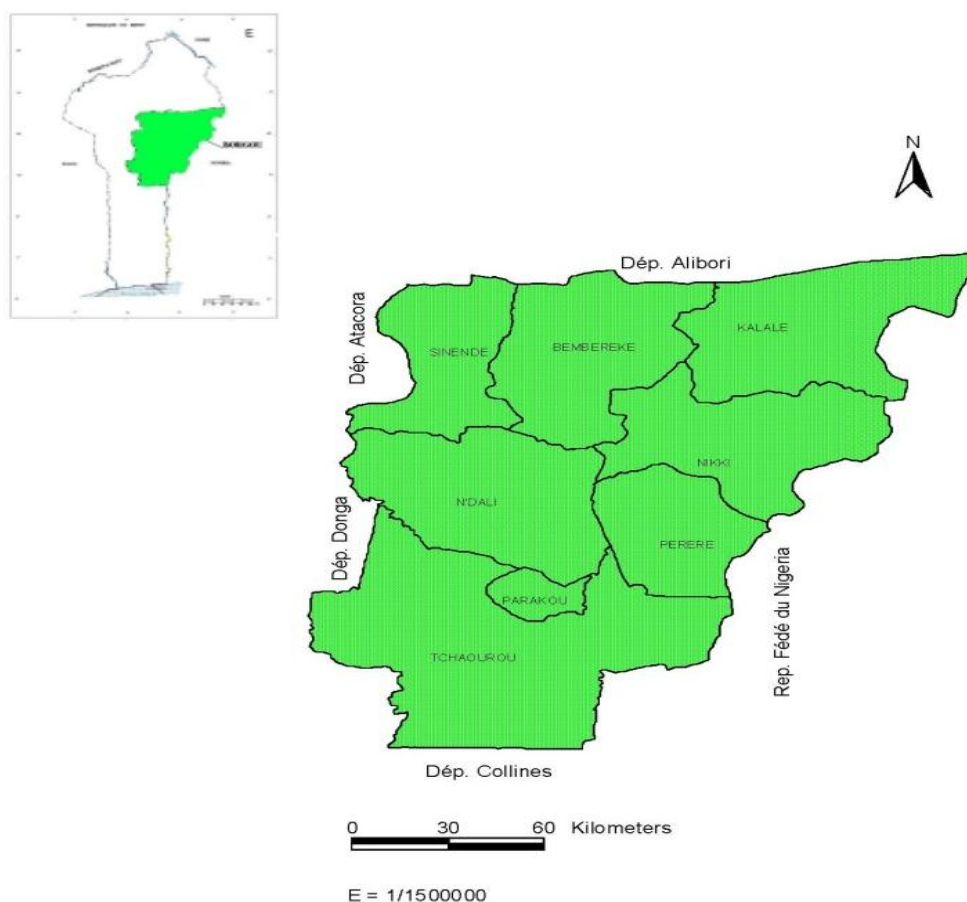 N
Dép. Alibori
Dép. Atacora
KALALE
SINENDE
BEMBEREKE
NIKKI
N'DALI
Dép. Donga
PERERE
PARAKOU
Rep. Fédé du Nigeria
TCHAOUROU
Dép. Collines
0 30 60 Kilometers
E = 1/1500000